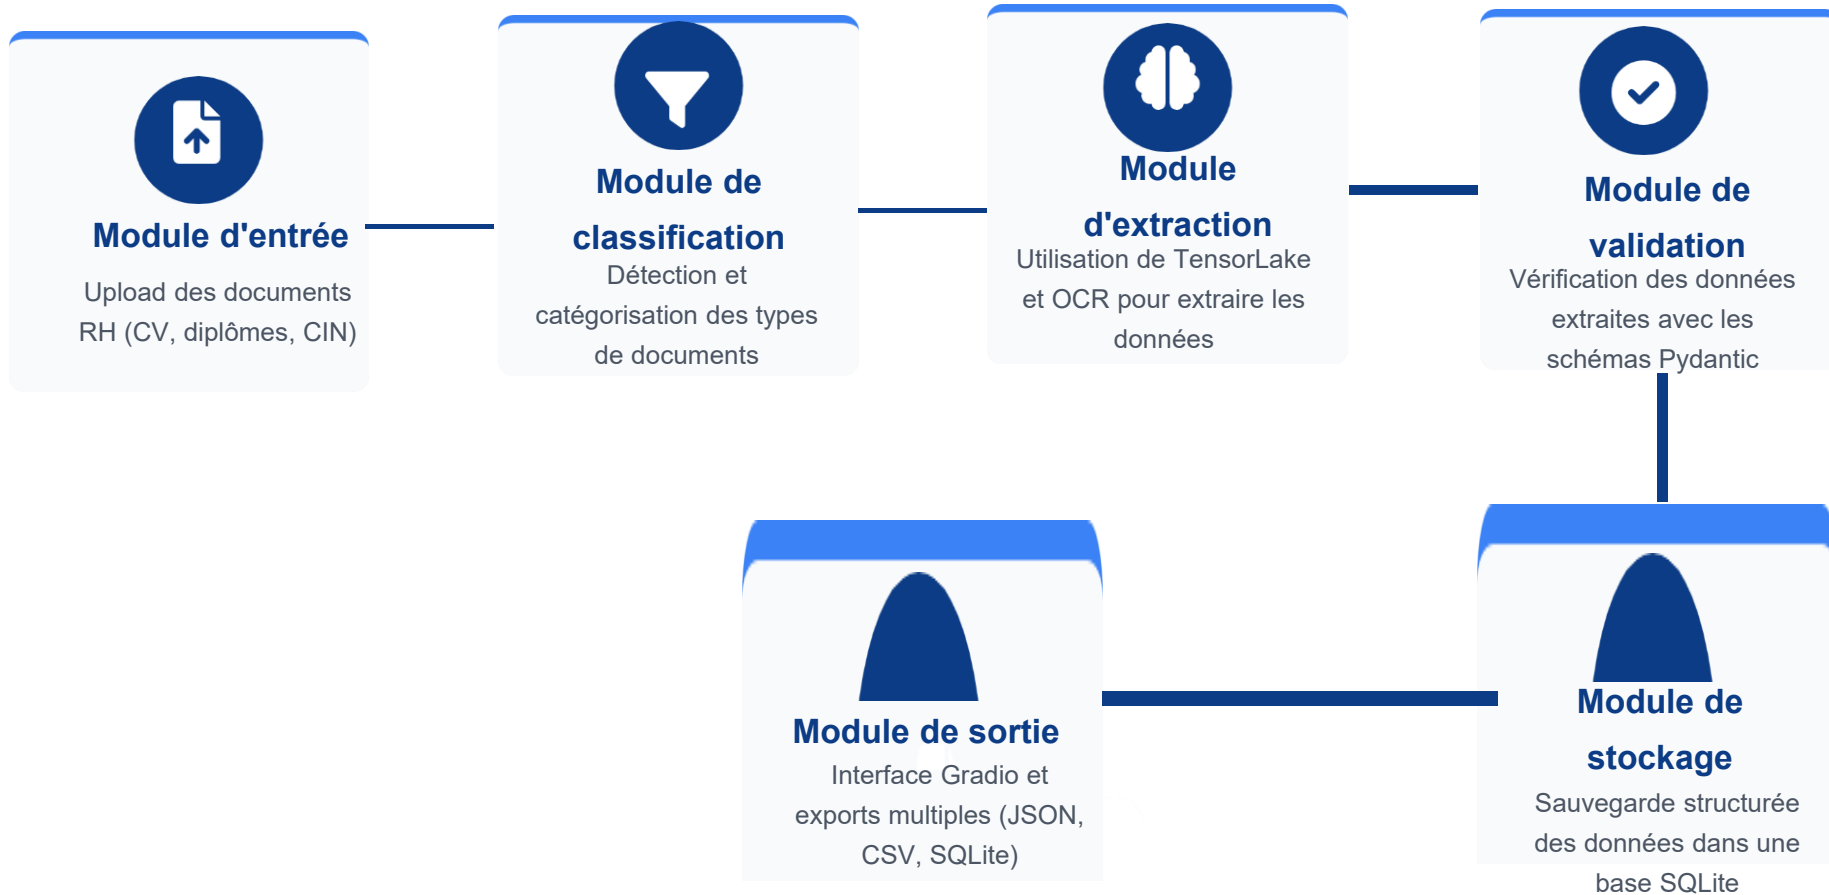 Module d'entrée
Upload des documents
RH (CV, diplômes, CIN)
Module de
classification
Détection et
catégorisation des types
de documents
Module
d'extraction
Utilisation de TensorLake
et OCR pour extraire les
données
Module de
validation
Vérification des données
extraites avec les
schémas Pydantic
Module de
stockage
Sauvegarde structurée
des données dans une
base SQLite
Module de sortie
Interface Gradio et
exports multiples (JSON,
CSV, SQLite)